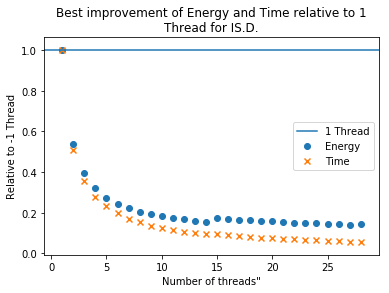 Best improvement of Energy and Time relative to 1
Thread for IS.D.
1.0
0.8
0.6
0.4
0.2
0.0
Relative to -1 Thread
1 Thread
Energy
Time
0
5
10
15
20
25
Number of threads"